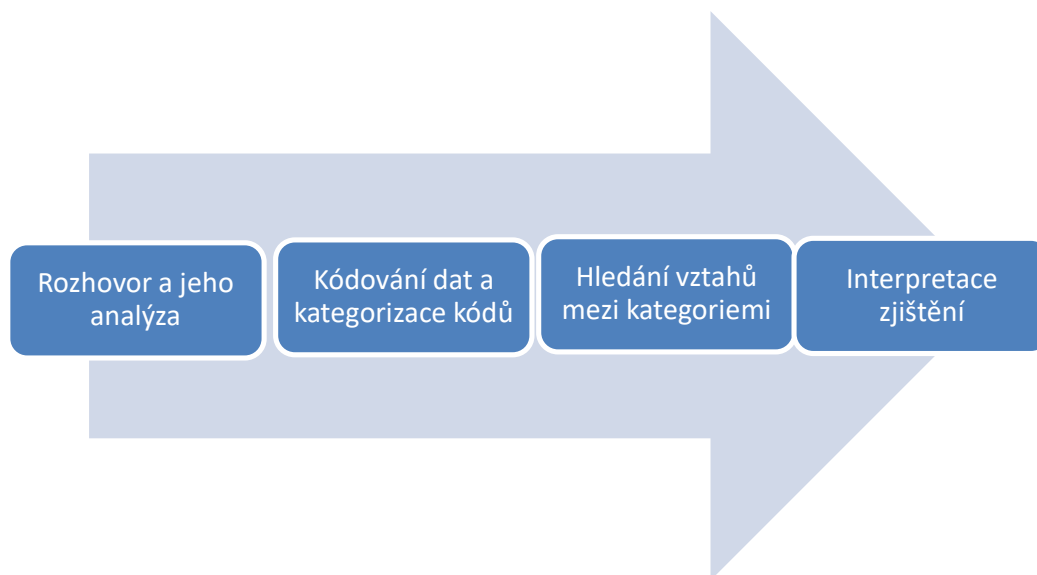 Rozhovor a jeho
analýza
Kódování dat a
kategorizace kódů
Hledání vztahů
mezi kategoriemi
Interpretace
zjištění